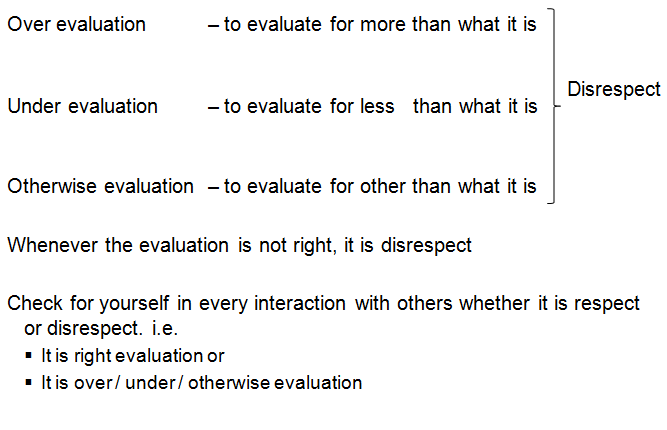 Over evaluation – to evaluate for more than what it is
Disrespect
Under evaluation – to evaluate for less than what it is
Otherwise evaluation – to evaluate for other than what it is
Whenever the evaluation is not right, it is disrespect
Check for yourself in every interaction with others whether it is respect
or disrespect. i.e.
▪ It is right evaluation or
▪ It is over/ under/ otherwise evaluation